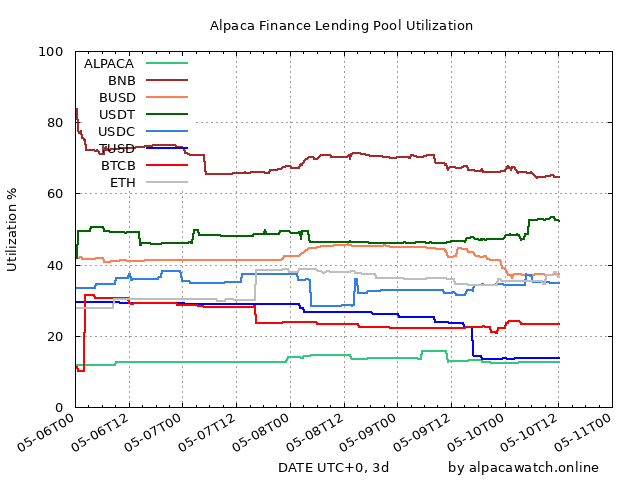 Alpaca Finance Lending Pool Utilization
100
80
60
40
20
0
Utilization %
ALPACA
BNB
BUSD
USDT
USDC
TUSD
BTCB
ETH
05-06T00
05-06T12
05-07T00
05-07T12
05-08T00
05-08T12
05-09T00
05-09T12
05-10T00
05-10T12
05-11T00
DATE UTC+0, 3d
by alpacawatch.online